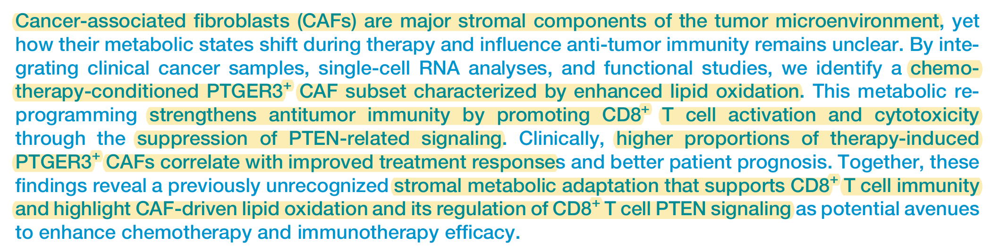 Cancer-associated fibroblasts (CAFs) are major stromal components of the tumor microenvironment, yet
how their metabolic states shift during therapy and influence anti-tumor immunity remains unclear. By inte-
grating clinical cancer samples, single-cell RNA analyses, and functional studies, we identify a chemo-
therapy-conditioned PTGER3⁺ CAF subset characterized by enhanced lipid oxidation. This metabolic re-
programming strengthens antitumor immunity by promoting CD8⁺ T cell activation and cytotoxicity
through the suppression of PTEN-related signaling. Clinically, higher proportions of therapy-induced
PTGER3⁺ CAFs correlate with improved treatment responses and better patient prognosis. Together, these
findings reveal a previously unrecognized stromal metabolic adaptation that supports CD8⁺ T cell immunity
and highlight CAF-driven lipid oxidation and its regulation of CD8⁺ T cell PTEN signaling as potential avenues
to enhance chemotherapy and immunotherapy efficacy.